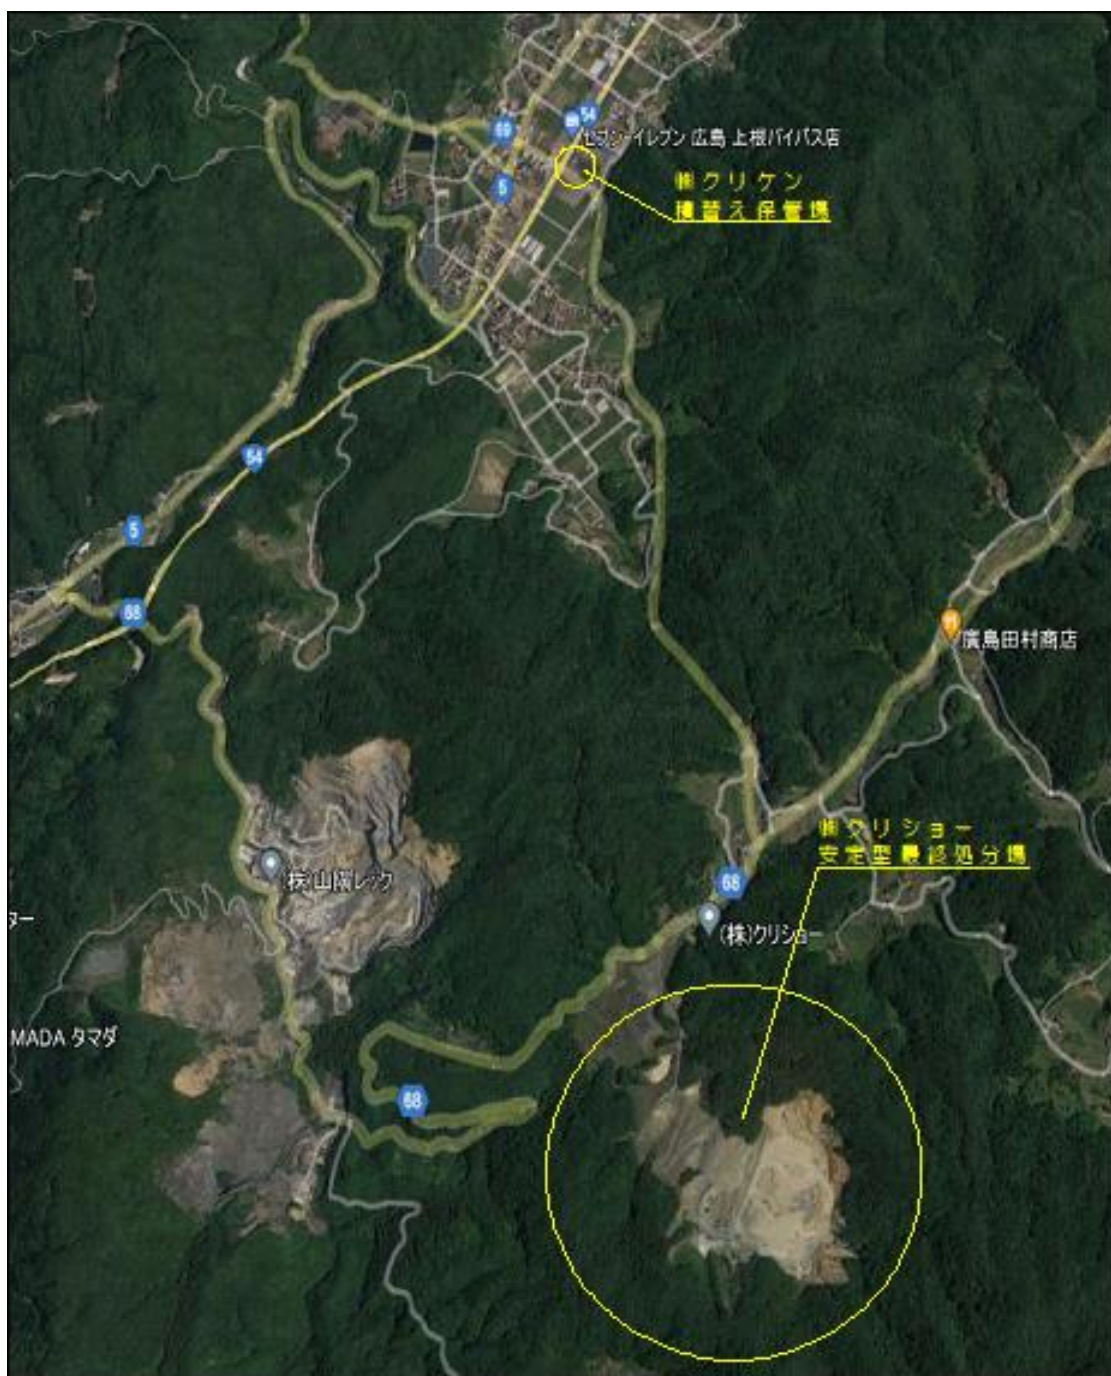 54
69
セブン-イレブン 広島 上根バイパス店
5
㈱クリケン
積替え保管場
54
5
68
廣島田村商店
㈱クリショー
安定型最終処分場
(株)山陽レック
68
(株)クリショー
ター
MADA タマダ
68